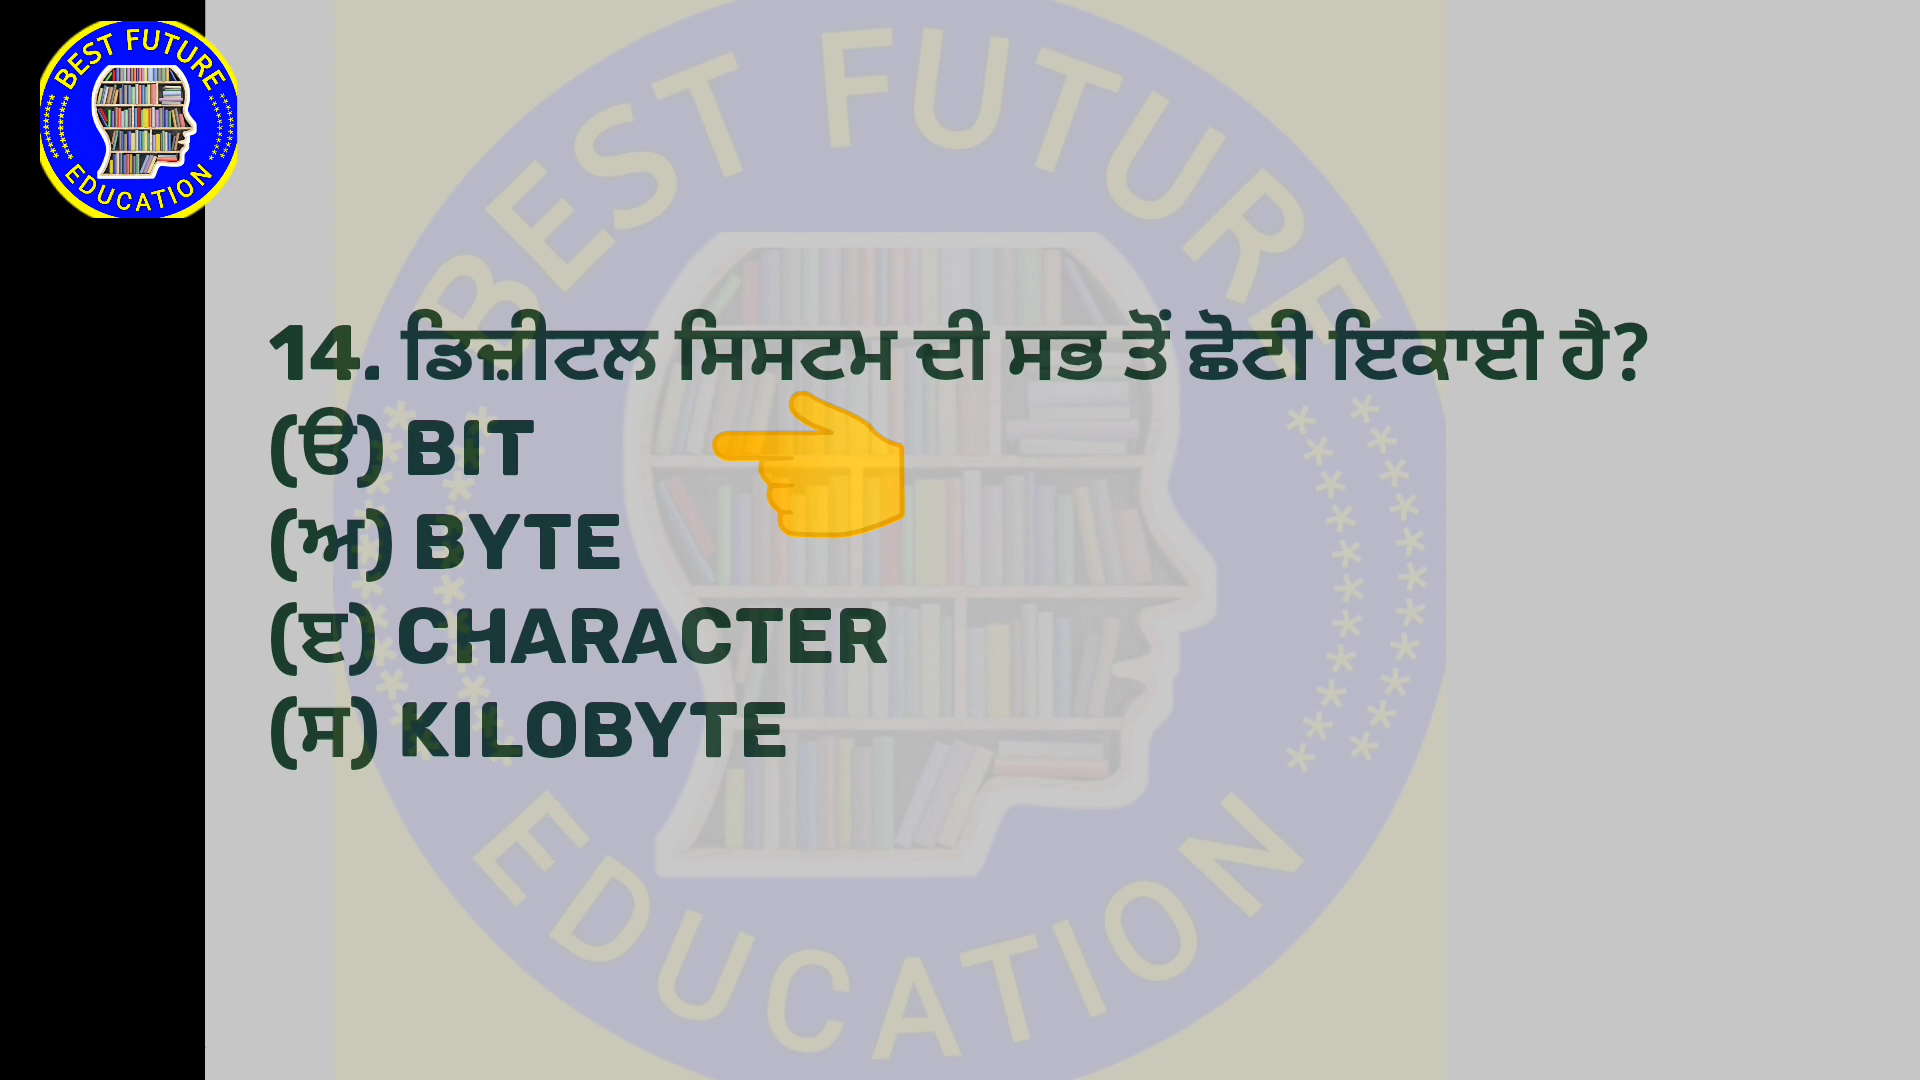 BEST FUTURE
EDUCATION
14. ਡਿਜ਼ੀਟਲ ਸਿਸਟਮ ਦੀ ਸਭ ਤੋਂ ਛੋਟੀ ਇਕਾਈ ਹੈ?
(ੳ) BIT
(ਅ) BYTE
(ੲ) CHARACTER
(ਸ) KILOBYTE
BEST FUTURE
EDUCATION